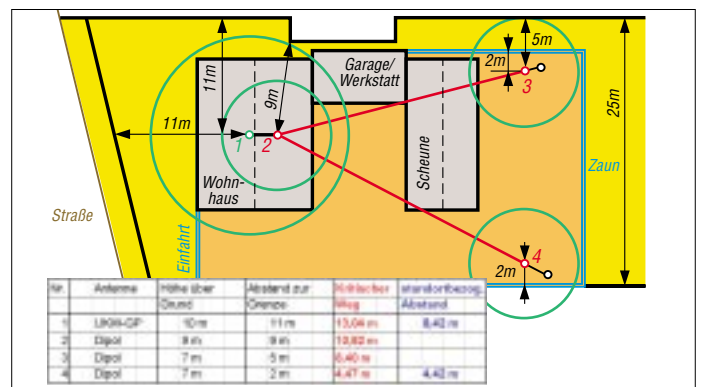 11m
9m
Garage/
Werkstatt
5m
2m
3
25m
11m
1
2
Wohn-
haus
Scheune
Zaun
Straße
Einfahrt
4
2m
Nr. Antenne Höhe über Abstand zur Kritischer standortbezog.
Grund Grenze Weg Abstand
1 UKW-GP 10 m 11 m 13,04 m
2 Dipol 9 m 9 m 10,82 m
3 Dipol 7 m 5 m 6,40 m
4 Dipol 7 m 2 m 4,47 m 4,42 m